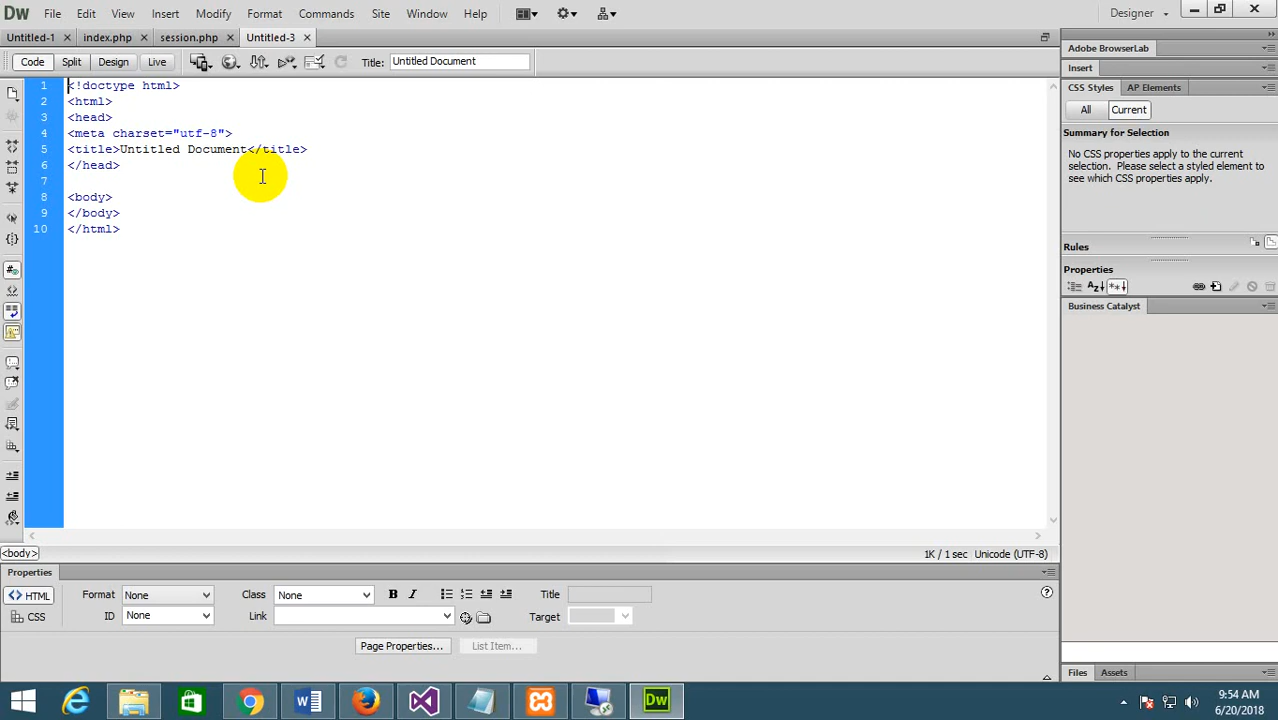 Dw File Edit View Insert Modify Format Commands Site Window Help Designer
Untitled-1 index.php session.php Untitled-3
Code Split Design Live Title: Untitled Document
1 <!doctype html>
2 <html>
3 <head>
4 <meta charset="utf-8">
5 <title>Untitled Document</title>
6 </head>
7
8 <body>
9 </body>
10 </html>
<body> 1K / 1 sec Unicode (UTF-8)
Properties
<> HTML Format None Class None B I Title
CSS ID None Link Target
Page Properties... List Item...
Adobe BrowserLab
Insert
CSS Styles AP Elements
All Current
Summary for Selection
No CSS properties apply to the current
selection. Please select a styled element
to see which CSS properties apply.
Rules
Properties
Business Catalyst
Files Assets
Dw 9:54 AM
6/20/2018